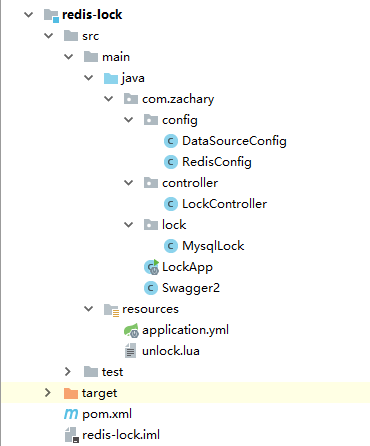 redis-lock
src
main
java
com.zachary
config
DataSourceConfig
RedisConfig
controller
LockController
lock
MysqlLock
LockApp
Swagger2
resources
application.yml
unlock.lua
test
target
pom.xml
redis-lock.iml